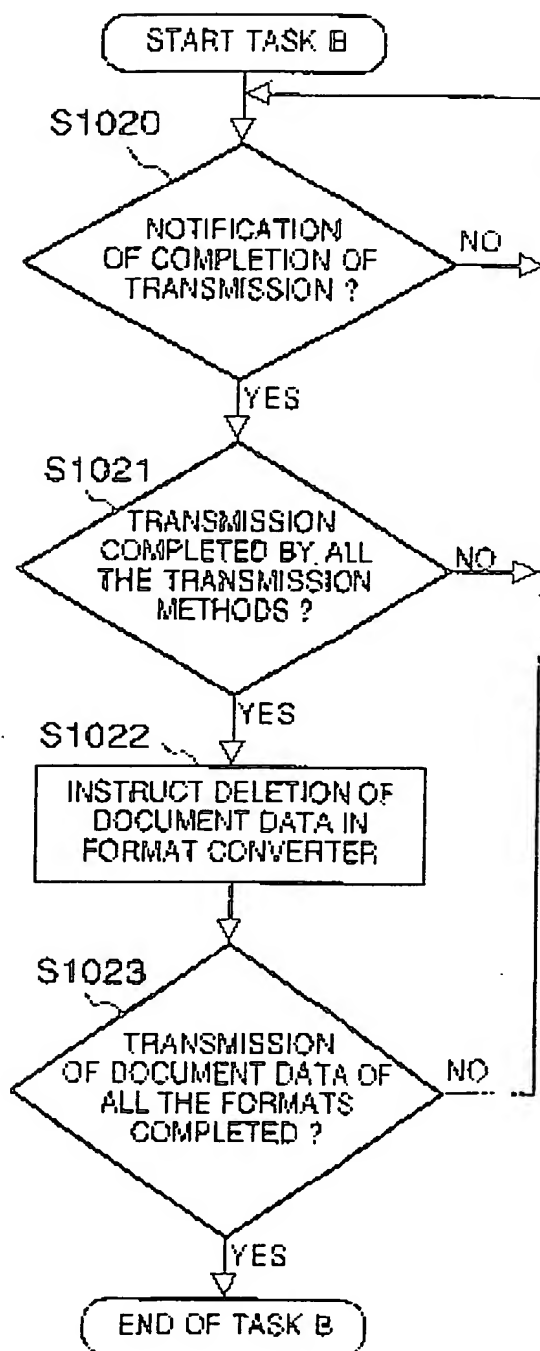 START TASK B
S1020
NOTIFICATION
OF COMPLETION OF
TRANSMISSION ?
NO
YES
S1021
TRANSMISSION
COMPLETED BY ALL
THE TRANSMISSION
METHODS ?
NO
YES
S1022
INSTRUCT DELETION OF
DOCUMENT DATA IN
FORMAT CONVERTER
S1023
TRANSMISSION
OF DOCUMENT DATA OF
ALL THE FORMATS
COMPLETED ?
NO
YES
END OF TASK B